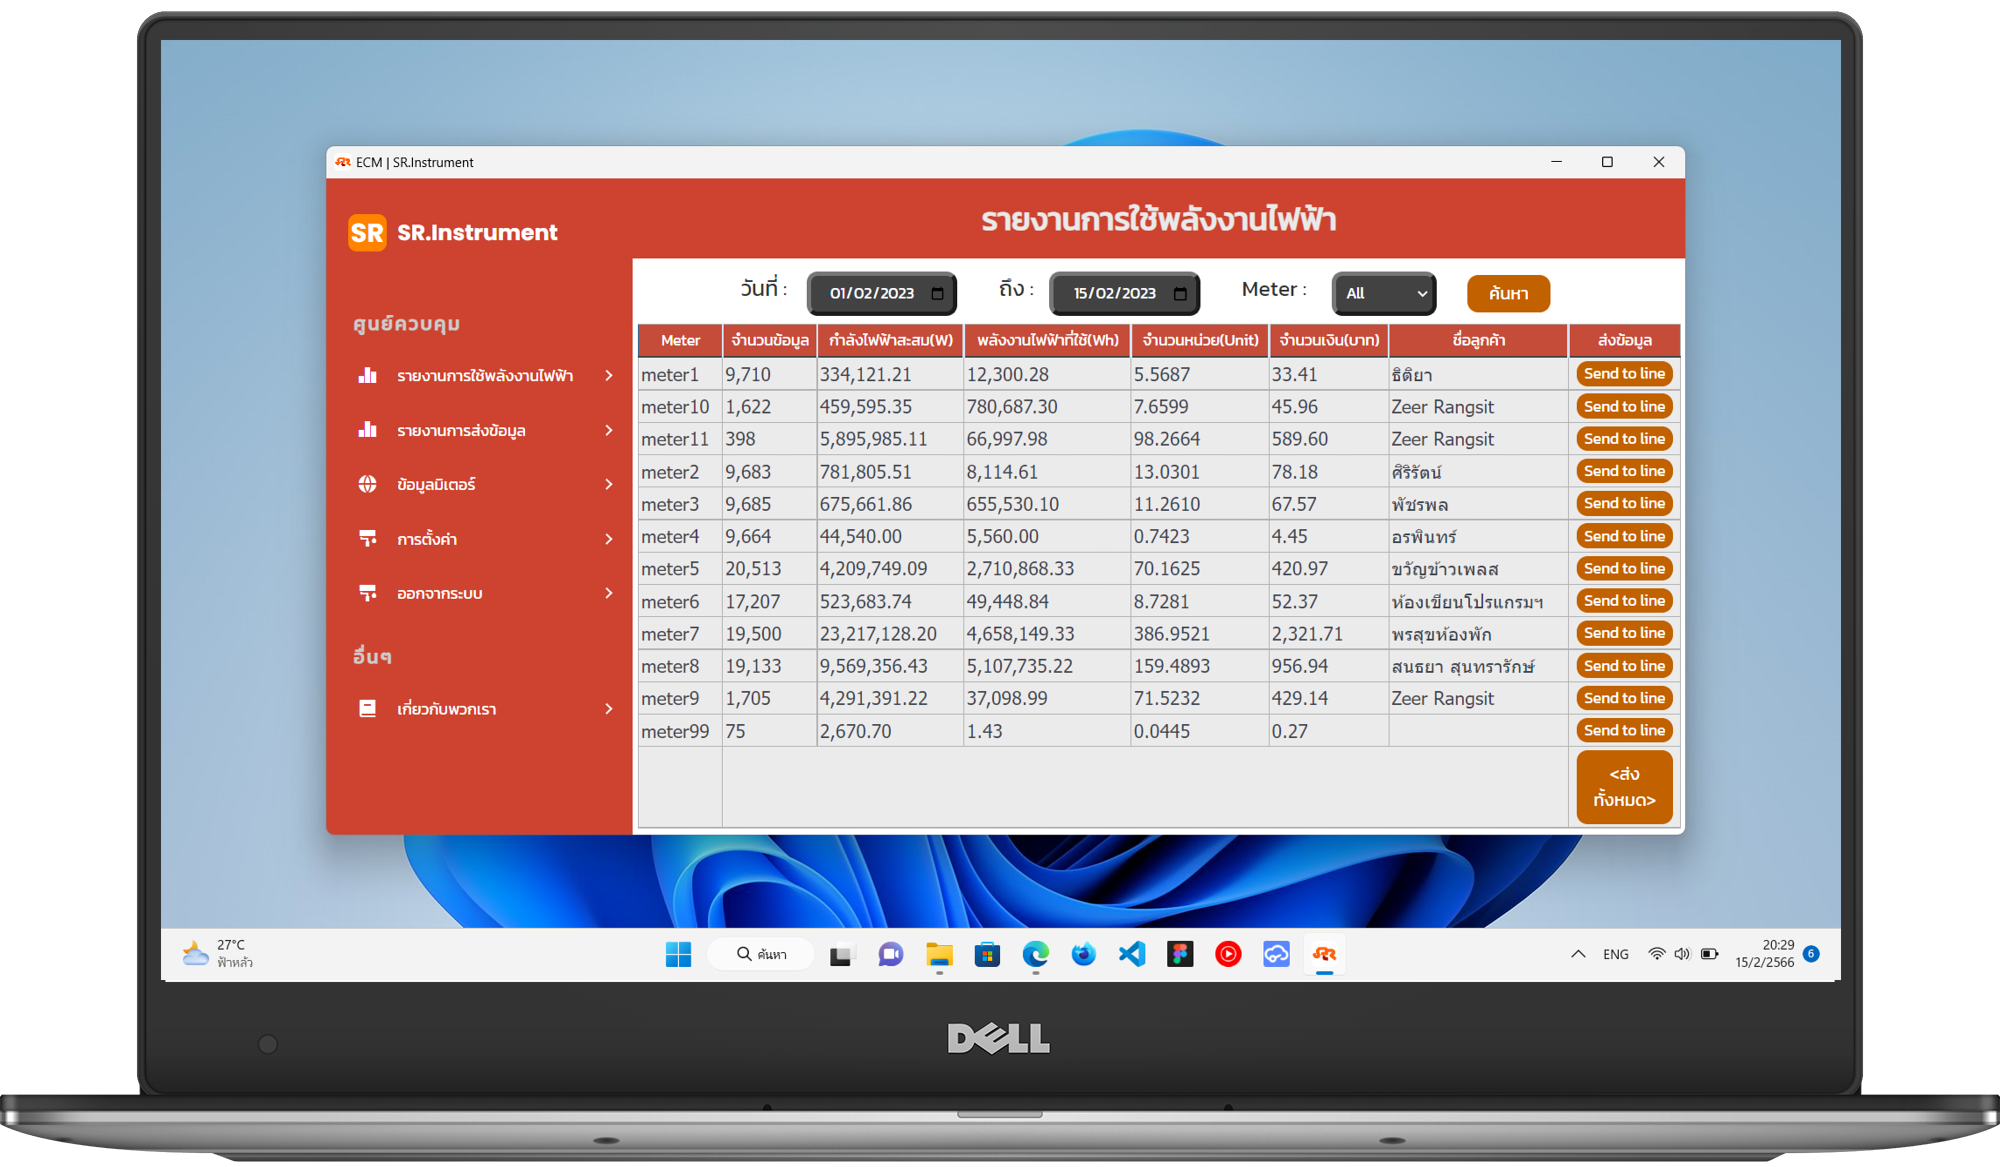 ECM | SR.Instrument
SR SR.Instrument
รายงานการใช้พลังงานไฟฟ้า
วันที่ : 01/02/2023 ถึง : 15/02/2023 Meter : All ค้นหา
ศูนย์ควบคุม
รายงานการใช้พลังงานไฟฟ้า
รายงานการส่งข้อมูล
ข้อมูลมิเตอร์
การตั้งค่า
ออกจากระบบ
อื่นๆ
เกี่ยวกับพวกเรา
Meter จำนวนข้อมูล กำลังไฟฟ้าสะสม(W) พลังงานไฟฟ้าที่ใช้(Wh) จำนวนหน่วย(Unit) จำนวนเงิน(บาท) ชื่อลูกค้า ส่งข้อมูล
meter1 9,710 334,121.21 12,300.28 5.5687 33.41 ธิติยา Send to line
meter10 1,622 459,595.35 780,687.30 7.6599 45.96 Zeer Rangsit Send to line
meter11 398 5,895,985.11 66,997.98 98.2664 589.60 Zeer Rangsit Send to line
meter2 9,683 781,805.51 8,114.61 13.0301 78.18 ศิริรัตน์ Send to line
meter3 9,685 675,661.86 655,530.10 11.2610 67.57 พัชรพล Send to line
meter4 9,664 44,540.00 5,560.00 0.7423 4.45 อรพินทร์ Send to line
meter5 20,513 4,209,749.09 2,710,868.33 70.1625 420.97 ขวัญข้าวเพลส Send to line
meter6 17,207 523,683.74 49,448.84 8.7281 52.37 ห้องเขียนโปรแกรมฯ Send to line
meter7 19,500 23,217,128.20 4,658,149.33 386.9521 2,321.71 พรสุขห้องพัก Send to line
meter8 19,133 9,569,356.43 5,107,735.22 159.4893 956.94 สนธยา สุนทรารักษ์ Send to line
meter9 1,705 4,291,391.22 37,098.99 71.5232 429.14 Zeer Rangsit Send to line
meter99 75 2,670.70 1.43 0.0445 0.27 Send to line
<ส่ง
ทั้งหมด>
27°C
ฟ้าหลัว
ค้นหา
ENG
20:29
15/2/2566
6
DELL